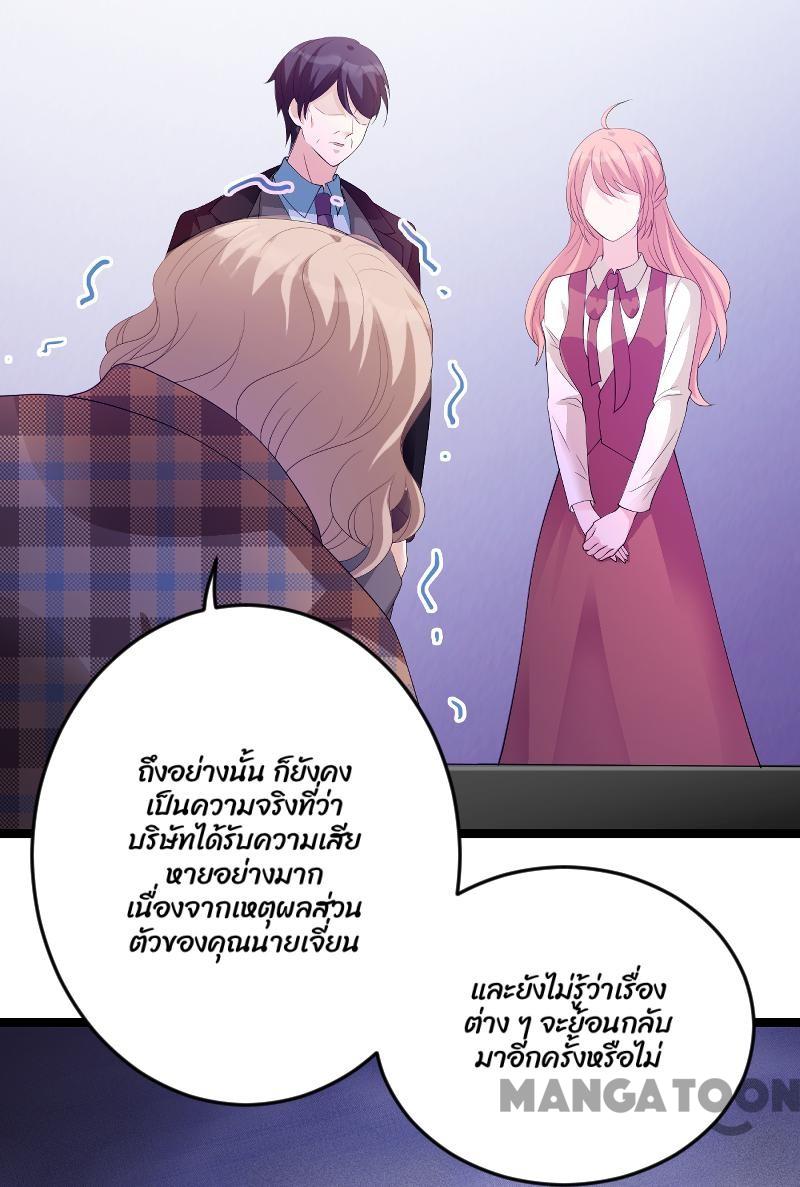 ถึงอย่างนั้น ก็ยังคง
เป็นความจริงที่ว่า
บริษัทได้รับความเสีย
หายอย่างมาก
เนื่องจากเหตุผลส่วน
ตัวของคุณนายเจี่ยน
และยังไม่รู้ว่าเรื่อง
ต่าง ๆ จะย้อนกลับ
มาอีกครั้งหรือไม่
MANGATOON